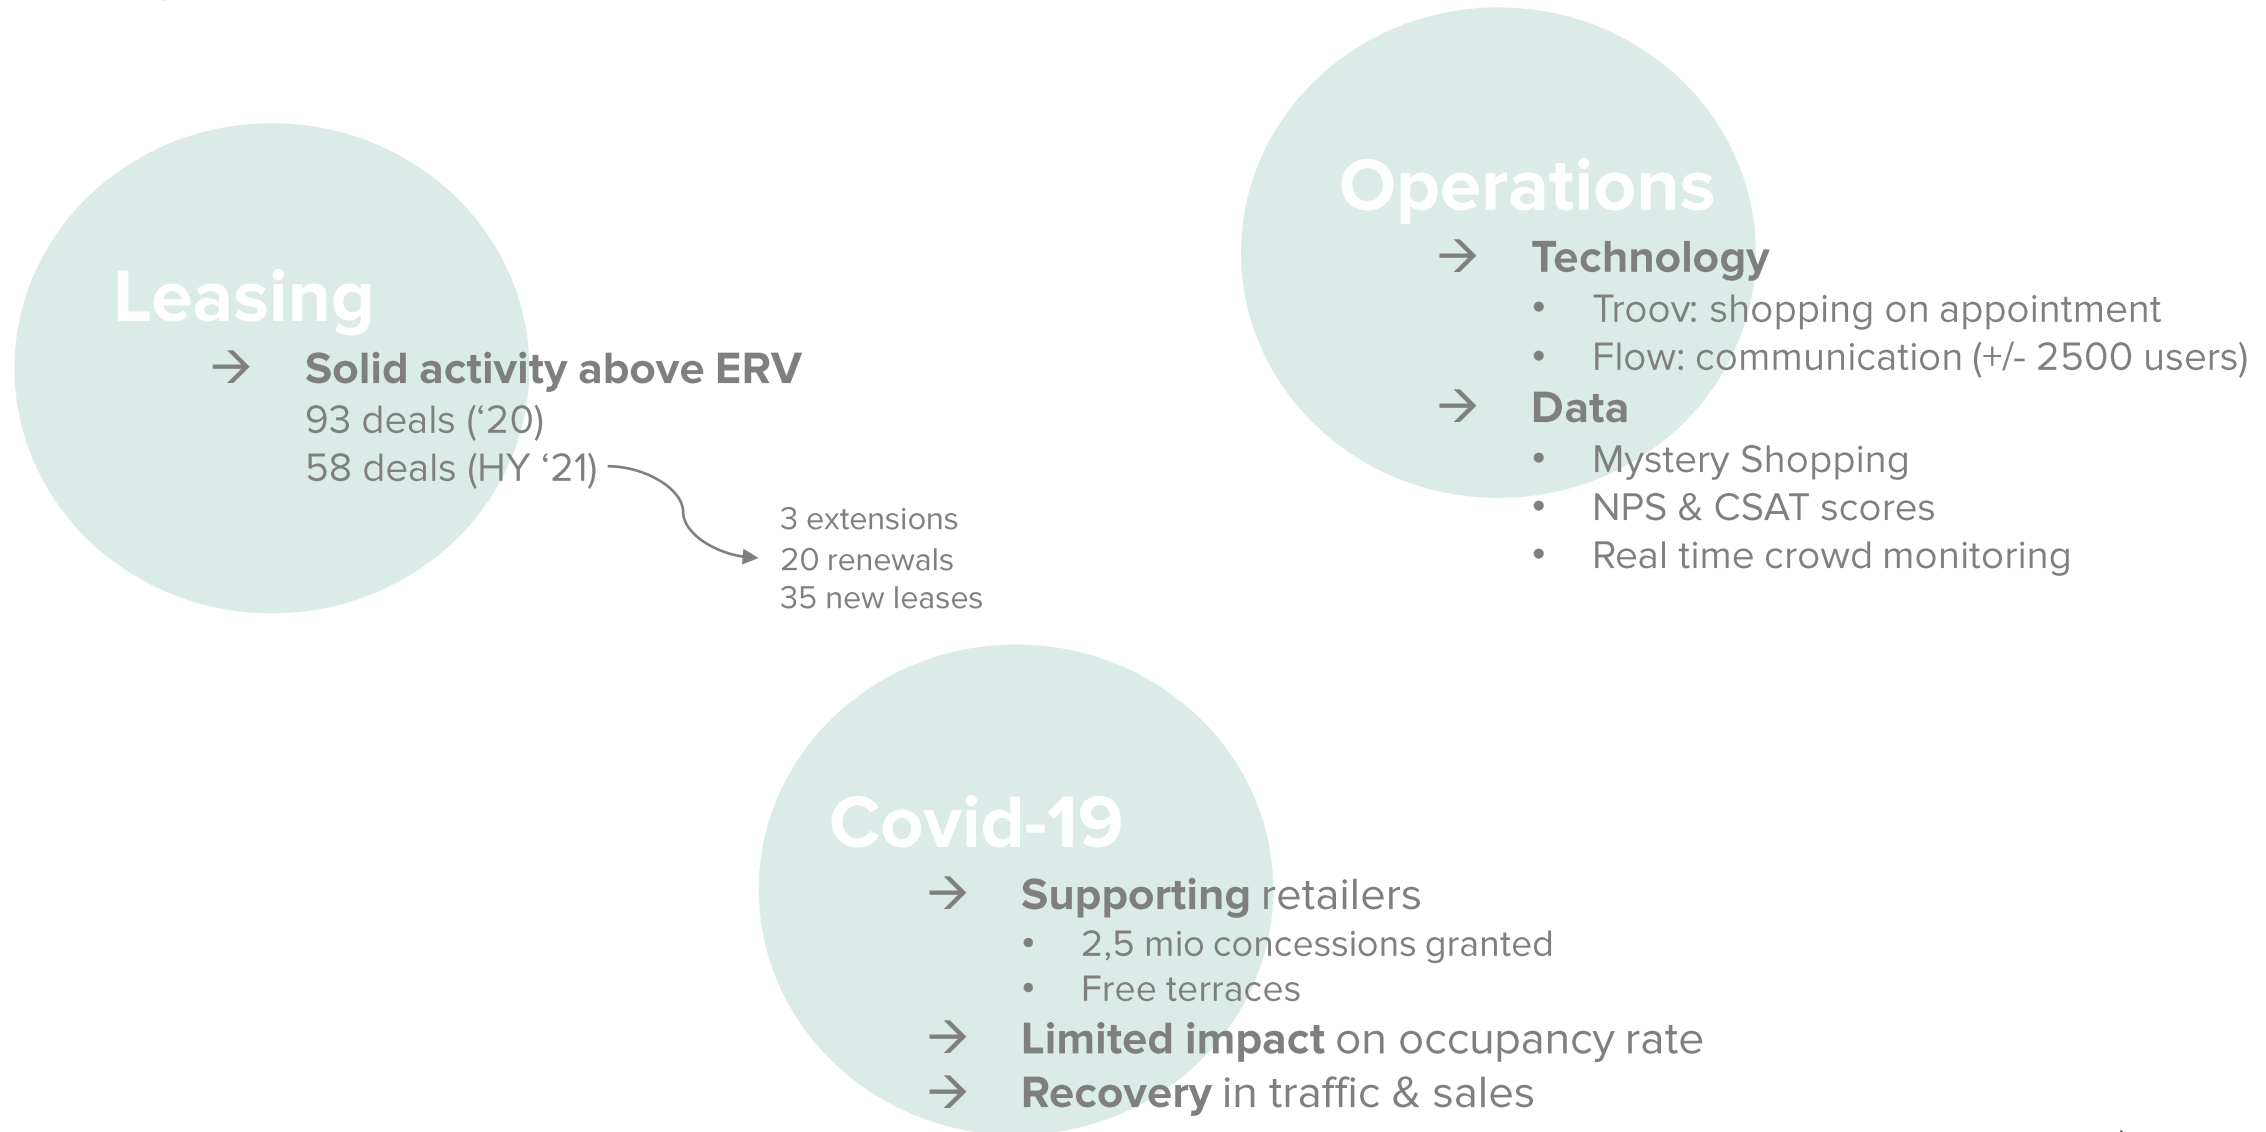 Leasing
→ Solid activity above ERV
93 deals (‘20)
58 deals (HY ‘21)
3 extensions
20 renewals
35 new leases
Operations
→ Technology
• Troov: shopping on appointment
• Flow: communication (+/- 2500 users)
→ Data
• Mystery Shopping
• NPS & CSAT scores
• Real time crowd monitoring
Covid-19
→ Supporting retailers
• 2,5 mio concessions granted
• Free terraces
→ Limited impact on occupancy rate
→ Recovery in traffic & sales